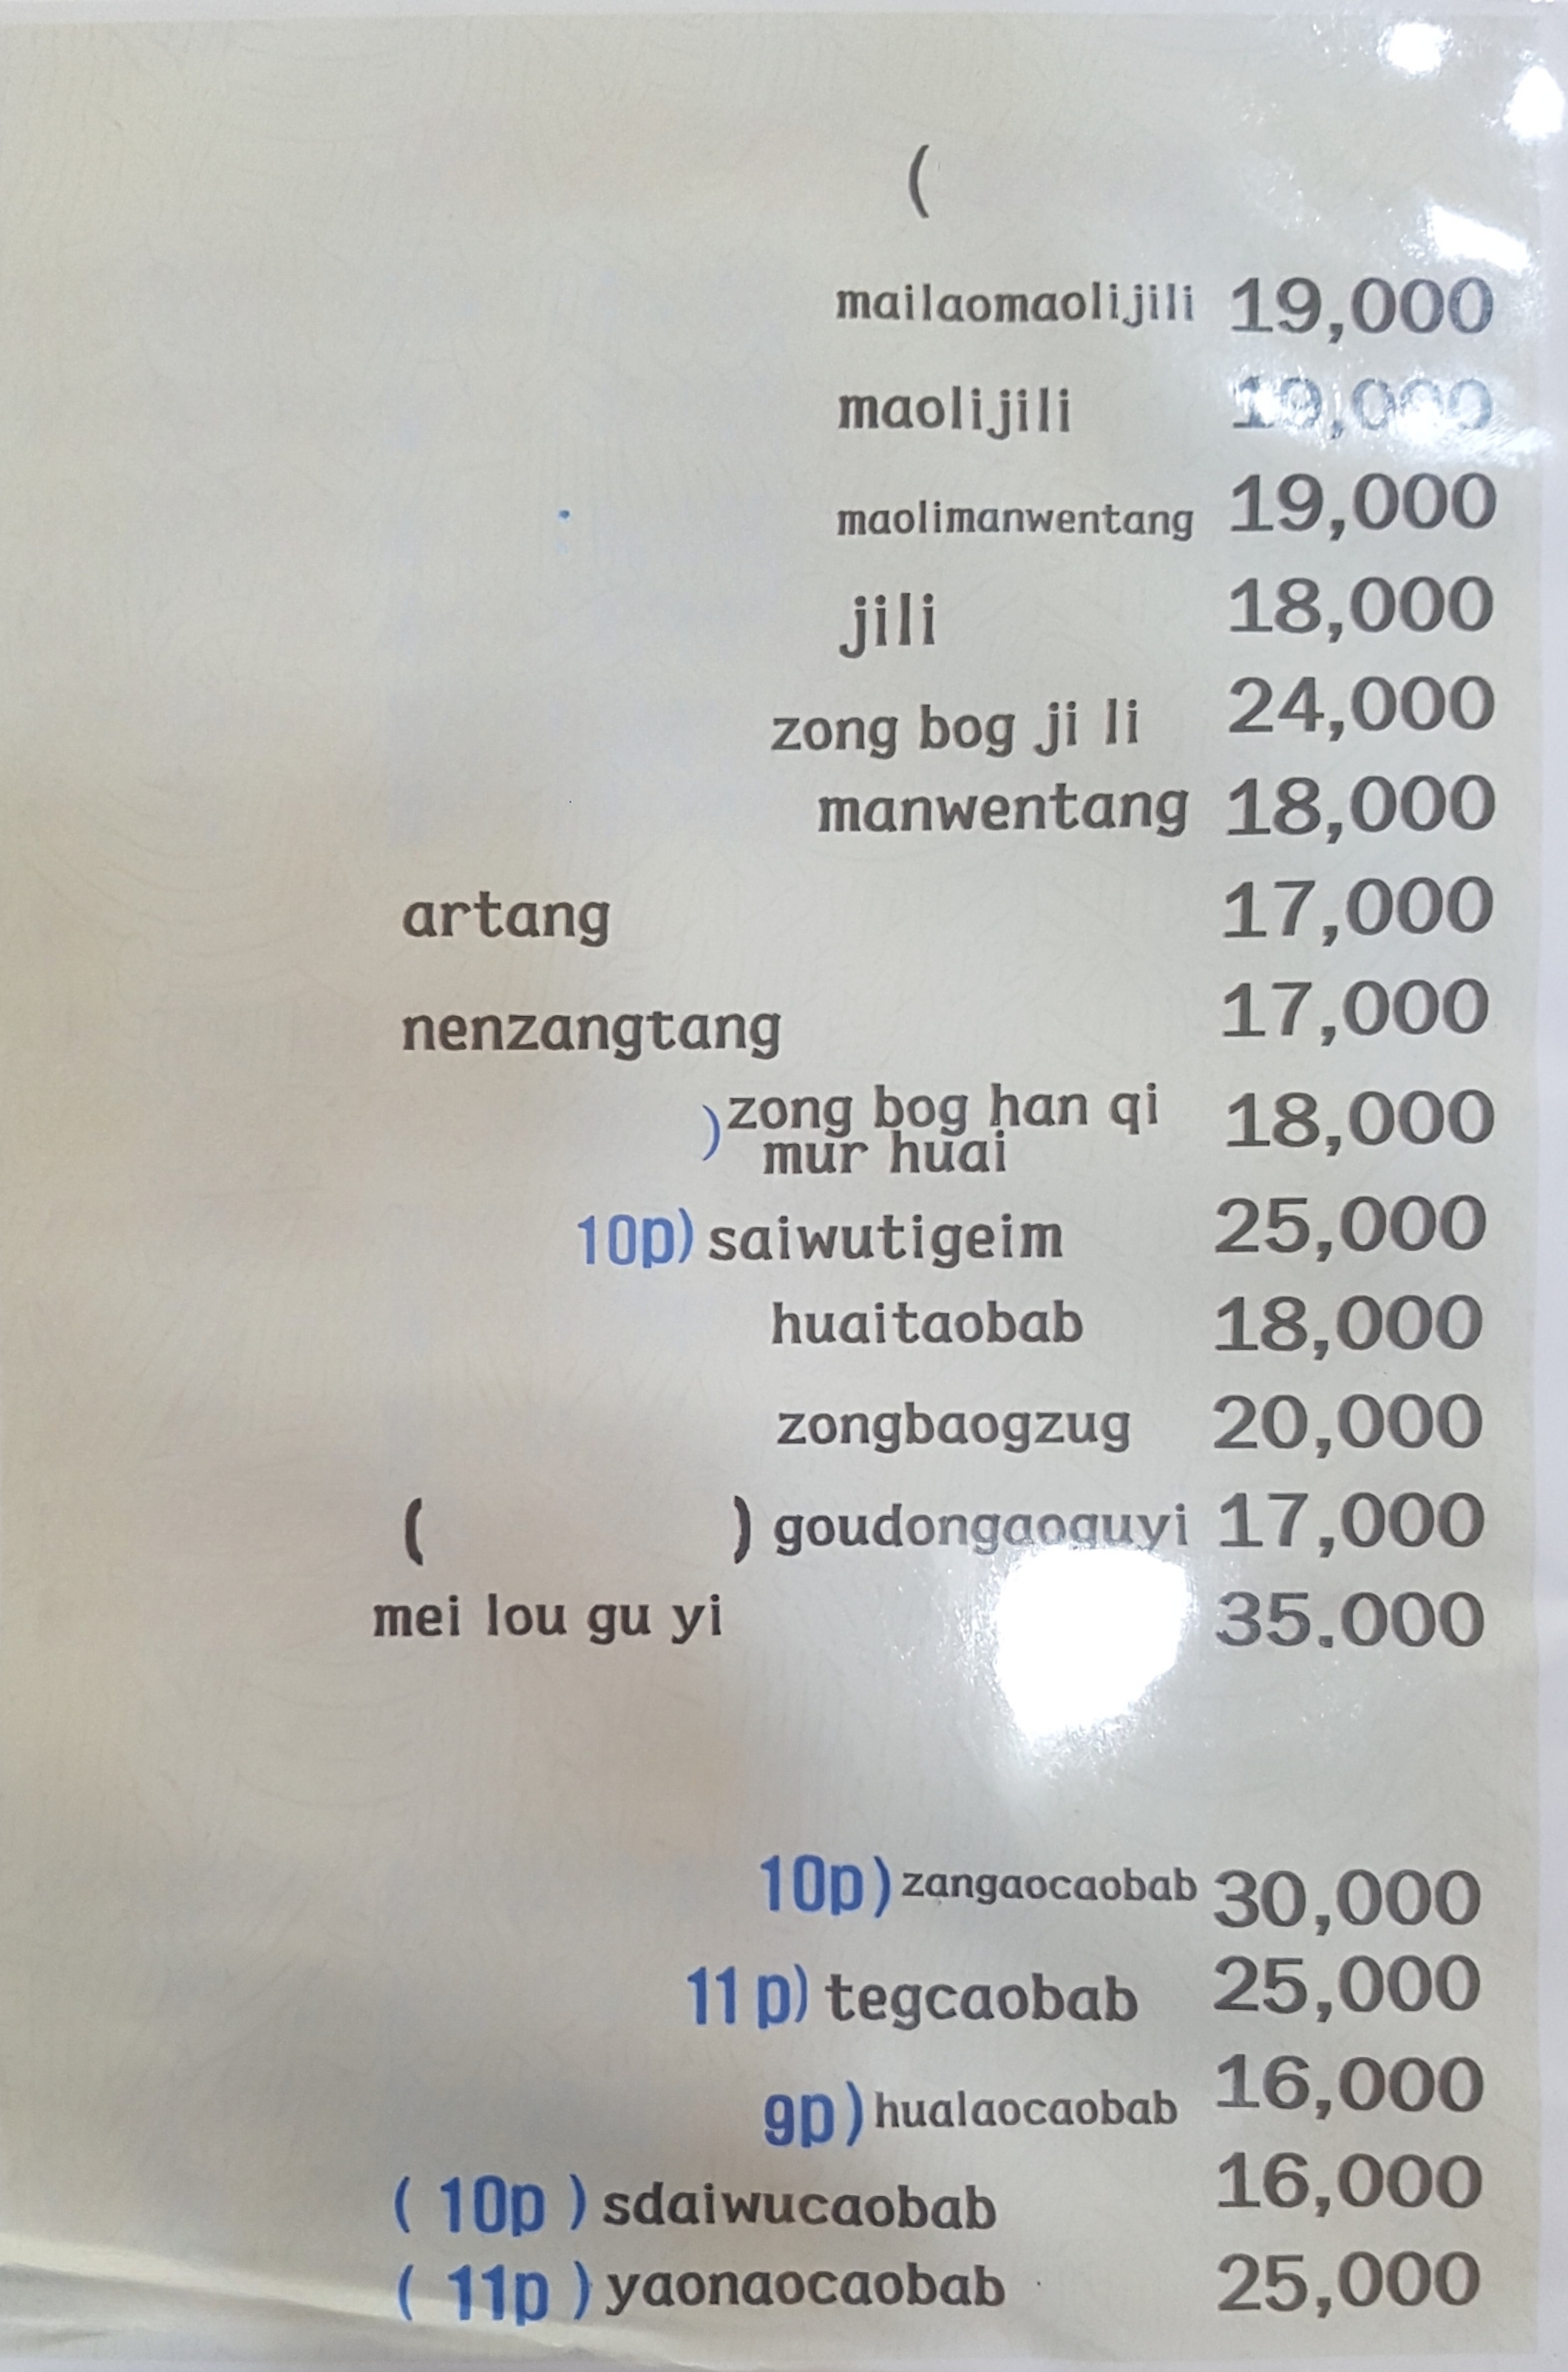 (
mailaomaolijili 19,000
maolijili 19,000
maolimanwentang 19,000
jili 18,000
zong bog ji li 24,000
manwentang 18,000
artang 17,000
nenzangtang 17,000
) zong bog han qi 18,000
mur huai
10p) saiwutigeim 25,000
huaitaobab 18,000
zongbaogzug 20,000
( ) goudongaoguyi 17,000
mei lou gu yi 35.000
10p) zangaocaobab 30,000
11 p) tegcaobab 25,000
9p) hualaocaobab 16,000
( 10p ) sdaiwucaobab 16,000
( 11p ) yaonaocaobab 25,000